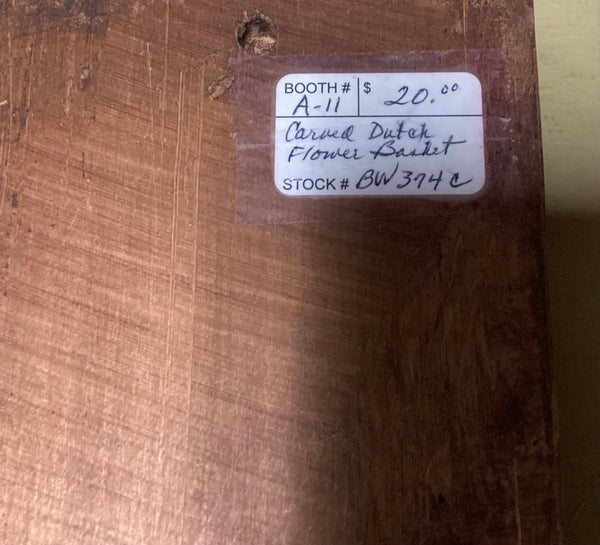 BOOTH # $ 20.00
A-11
Carved Dutch
Flower Basket
STOCK # BW374C